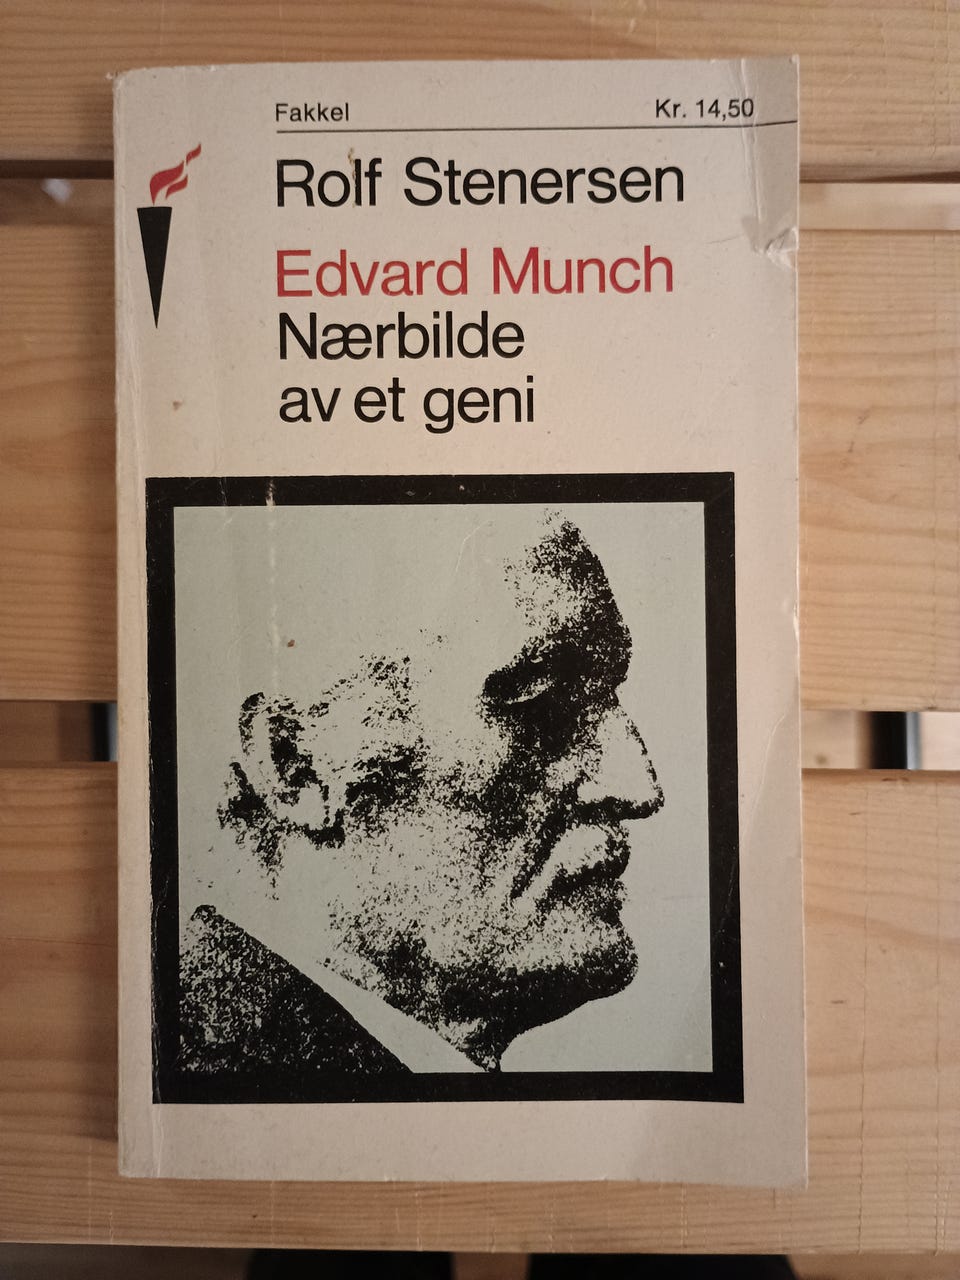 Fakkel Kr. 14,50
Rolf Stenersen
Edvard Munch
Nærbilde
av et geni